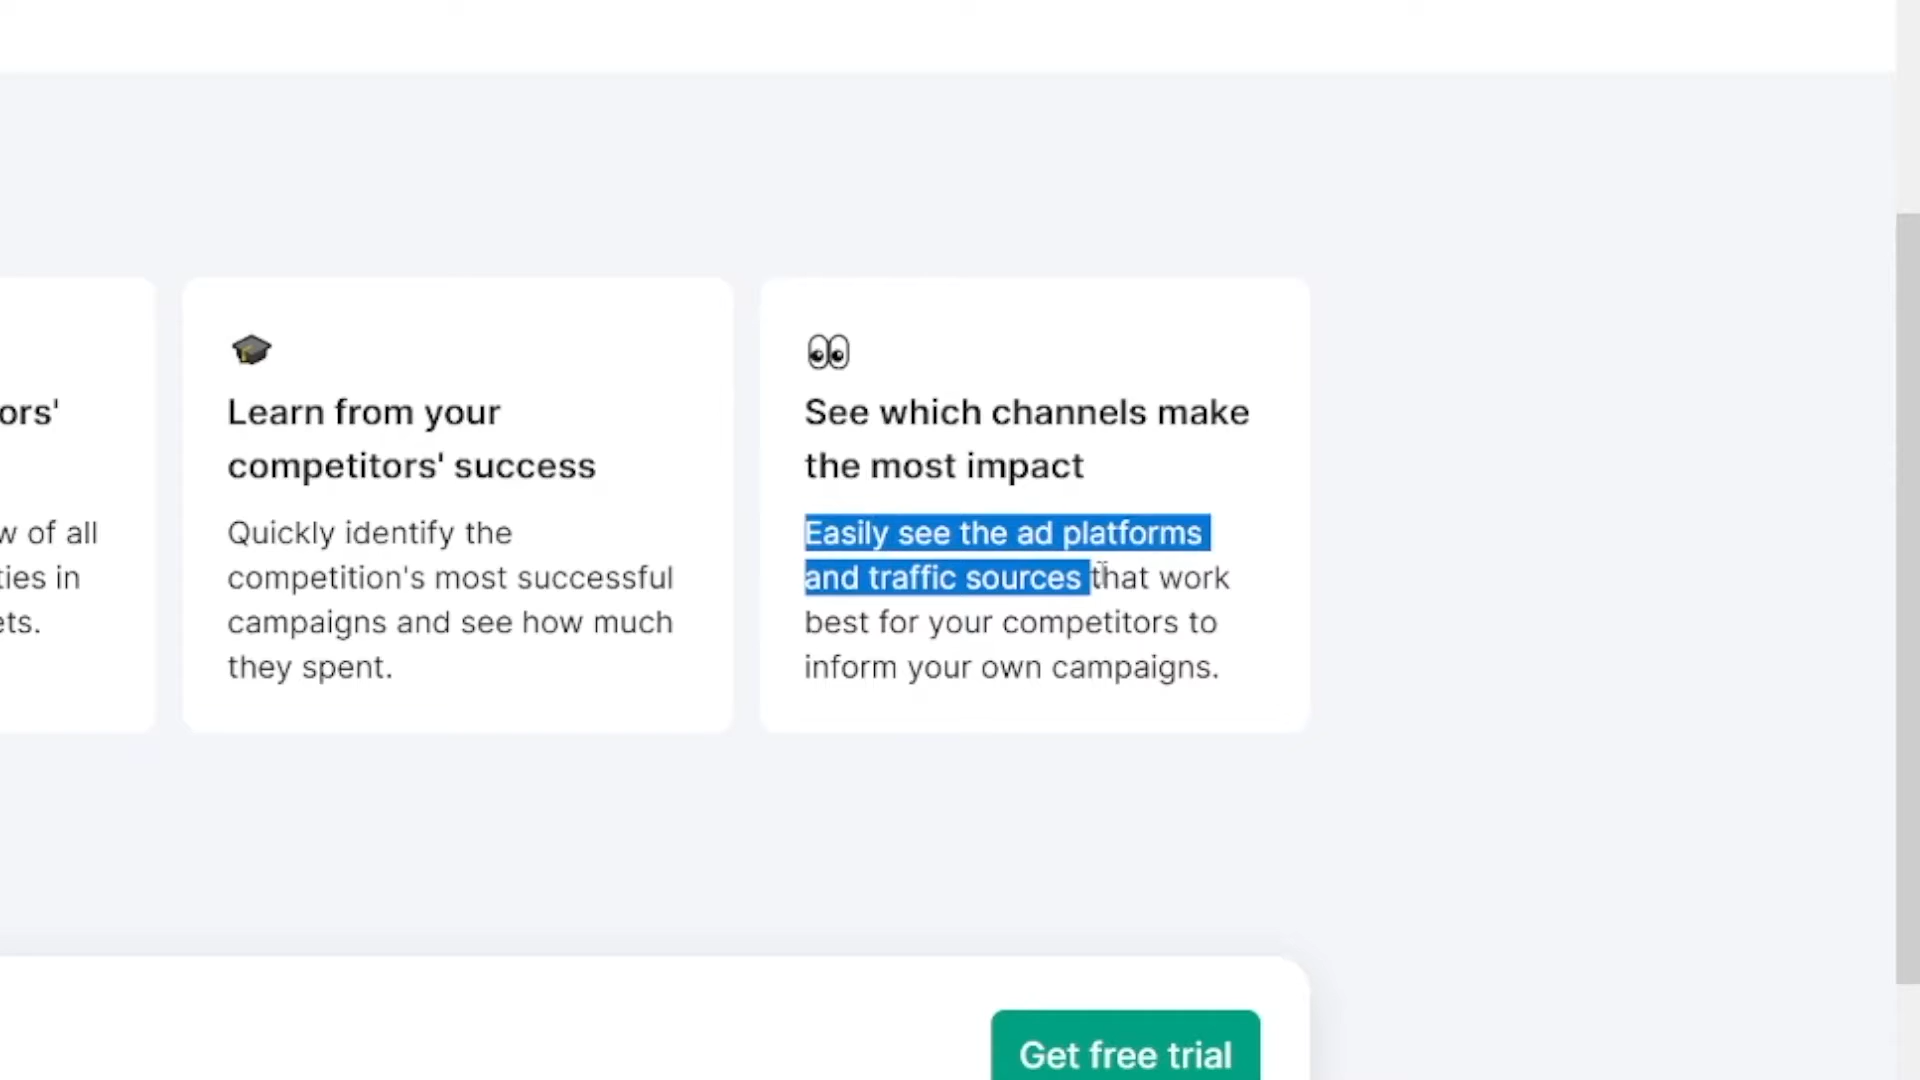 ors'
w of all
ties in
ets.
Learn from your
competitors' success
Quickly identify the
competition's most successful
campaigns and see how much
they spent.
See which channels make
the most impact
Easily see the ad platforms
and traffic sources that work
best for your competitors to
inform your own campaigns.
Get free trial